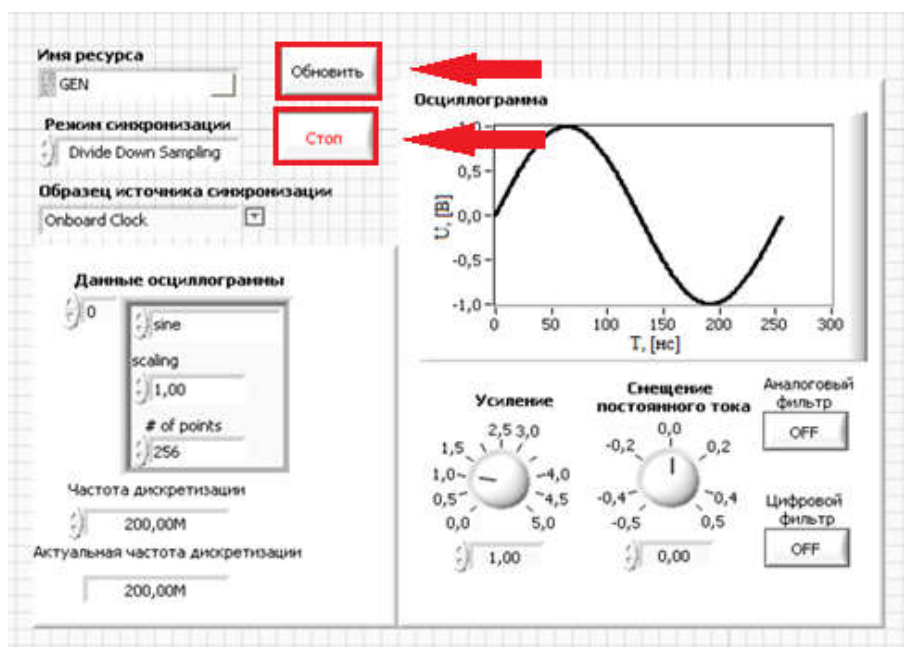 Имя ресурса
GEN
Обновить
Режим синхронизации
Divide Down Sampling
Стоп
Образец источника синхронизации
Onboard Clock
Данные осциллограммы
0
sine
scaling
1,00
# of points
256
Частота дискретизации
200,00M
Актуальная частота дискретизации
200,00M
Осциллограмма
1,0
0,5
0,0
-0,5
-1,0
U, [В]
0 50 100 150 200 250 300
T, [нс]
Усиление
0,0 0,5 1,0 1,5 2,5 3,0 4,0 4,5 5,0
1,00
Смещение
постоянного тока
-0,5 -0,4 -0,2 0,0 0,2 0,4 0,5
0,00
Аналоговый
фильтр
OFF
Цифровой
фильтр
OFF